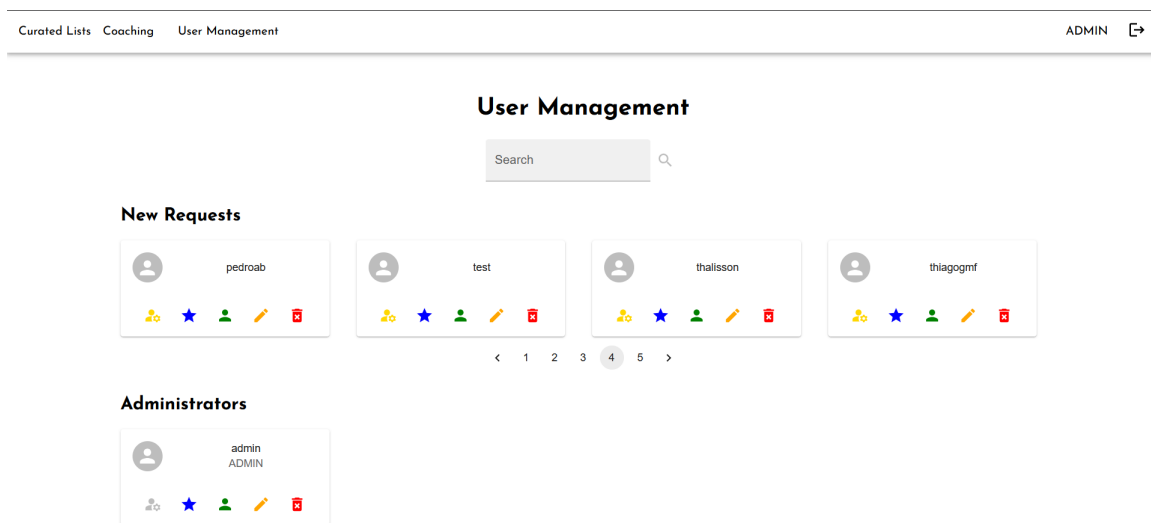 Curated Lists Coaching User Management ADMIN
User Management
Search
New Requests
pedroab test thalisson thiagogmf
1 2 3 4 5
Administrators
admin
ADMIN